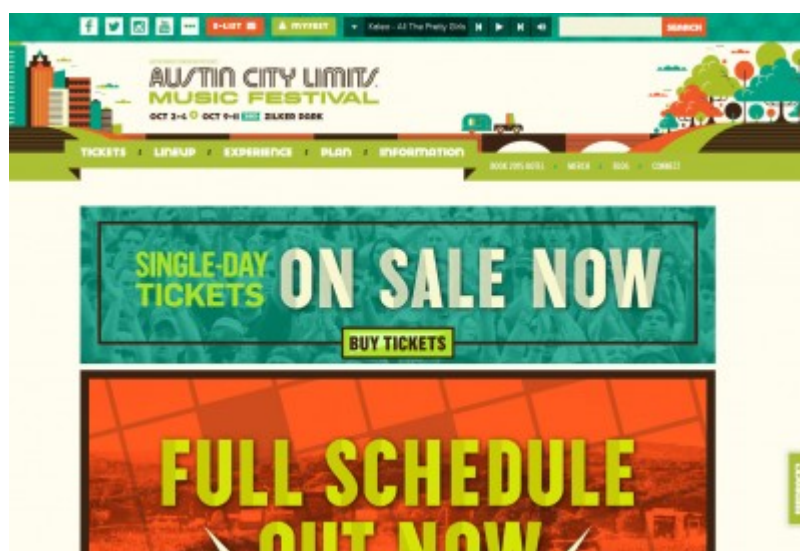 E-LIST
MYFEST
Kelee - All The Pretty Girls
SEARCH
AUSTIN CITY LIMITS
MUSIC FESTIVAL
OCT 2-4 OCT 9-11 ZILKER PARK
TICKETS / LINEUP / EXPERIENCE / PLAN / INFORMATION
BOOK 2015 HOTEL MERCH BLOG CONNECT
SINGLE-DAY
TICKETS
ON SALE NOW
BUY TICKETS
FULL SCHEDULE
OUT NOW